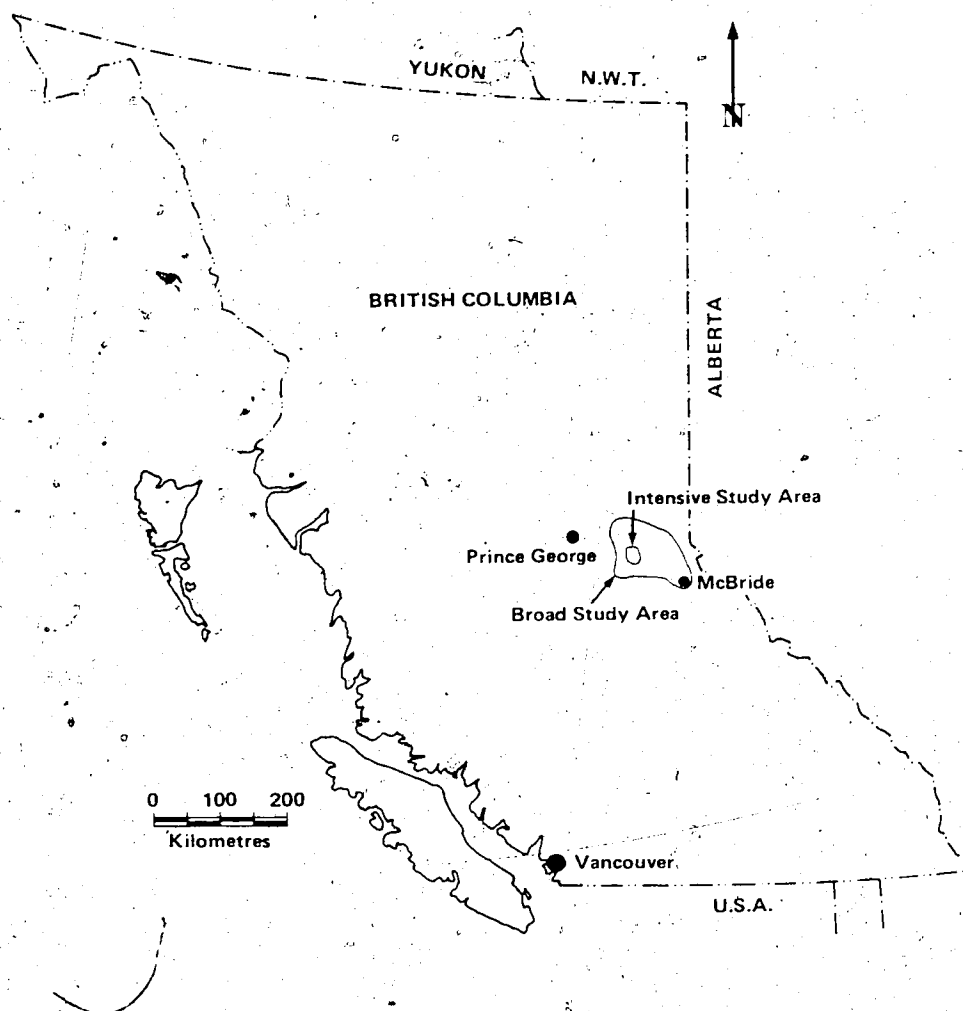 YUKON
N.W.T.
N
BRITISH COLUMBIA
ALBERTA
Intensive Study Area
Prince George
McBride
Broad Study Area
0 100 200
Kilometres
Vancouver
U.S.A.